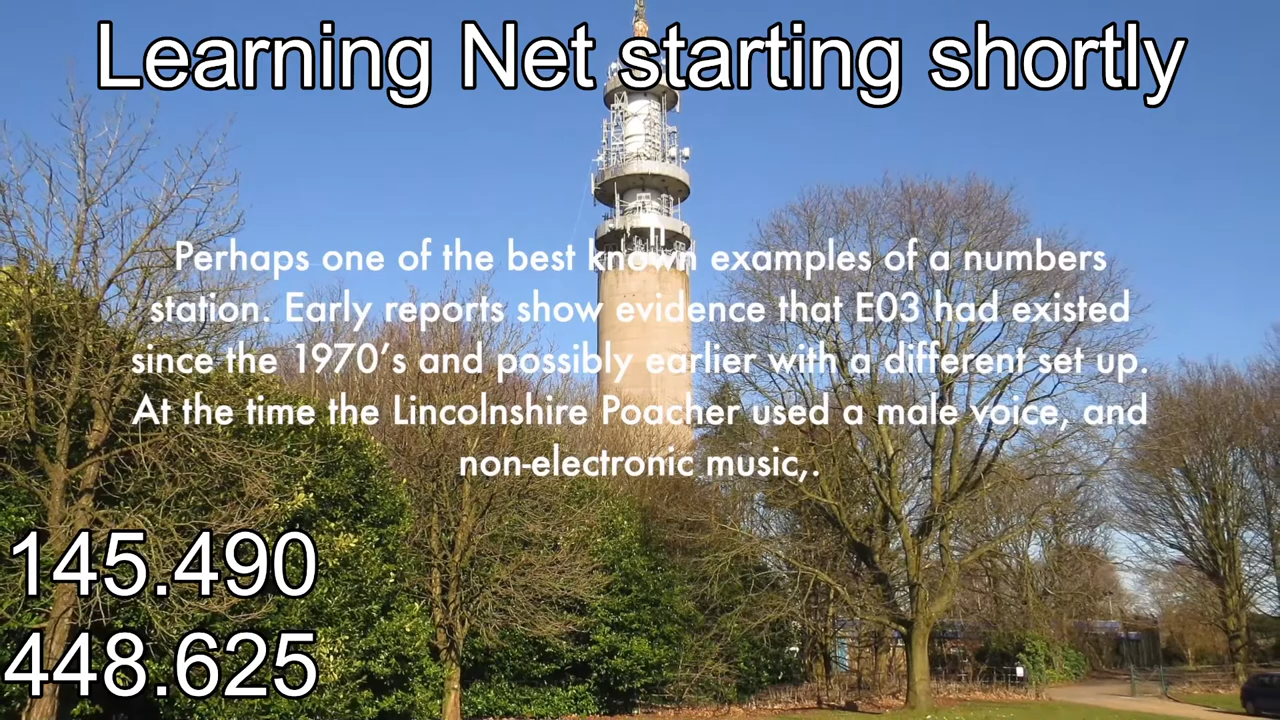 Learning Net starting shortly
Perhaps one of the best known examples of a numbers
station. Early reports show evidence that E03 had existed
since the 1970’s and possibly earlier with a different set up.
At the time the Lincolnshire Poacher used a male voice, and
non-electronic music,.
145.490
448.625